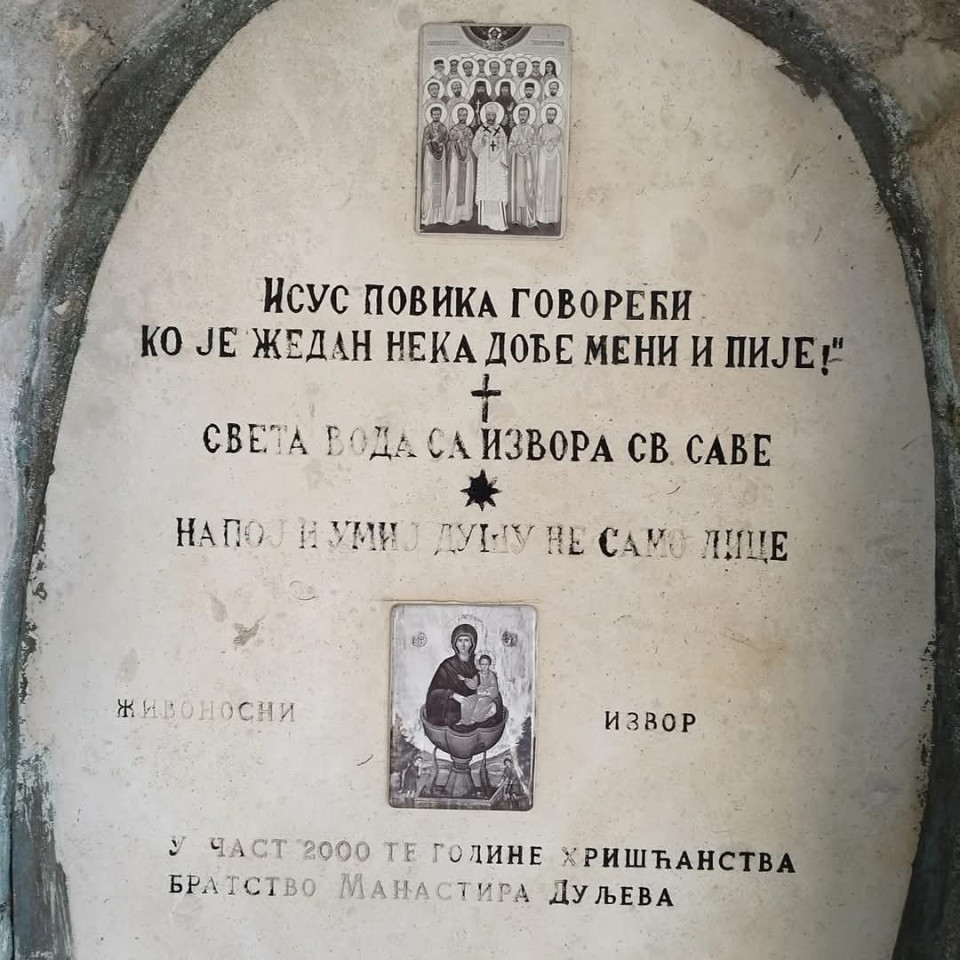 Исус повика говорећи
ко је жедан нека дође мени и пије!"
Света вода са извора Св. Саве
Напој и умиј душу не само лице
Живоносни извор
У част 2000 те године хришћанства
братство Манастира Дуљева